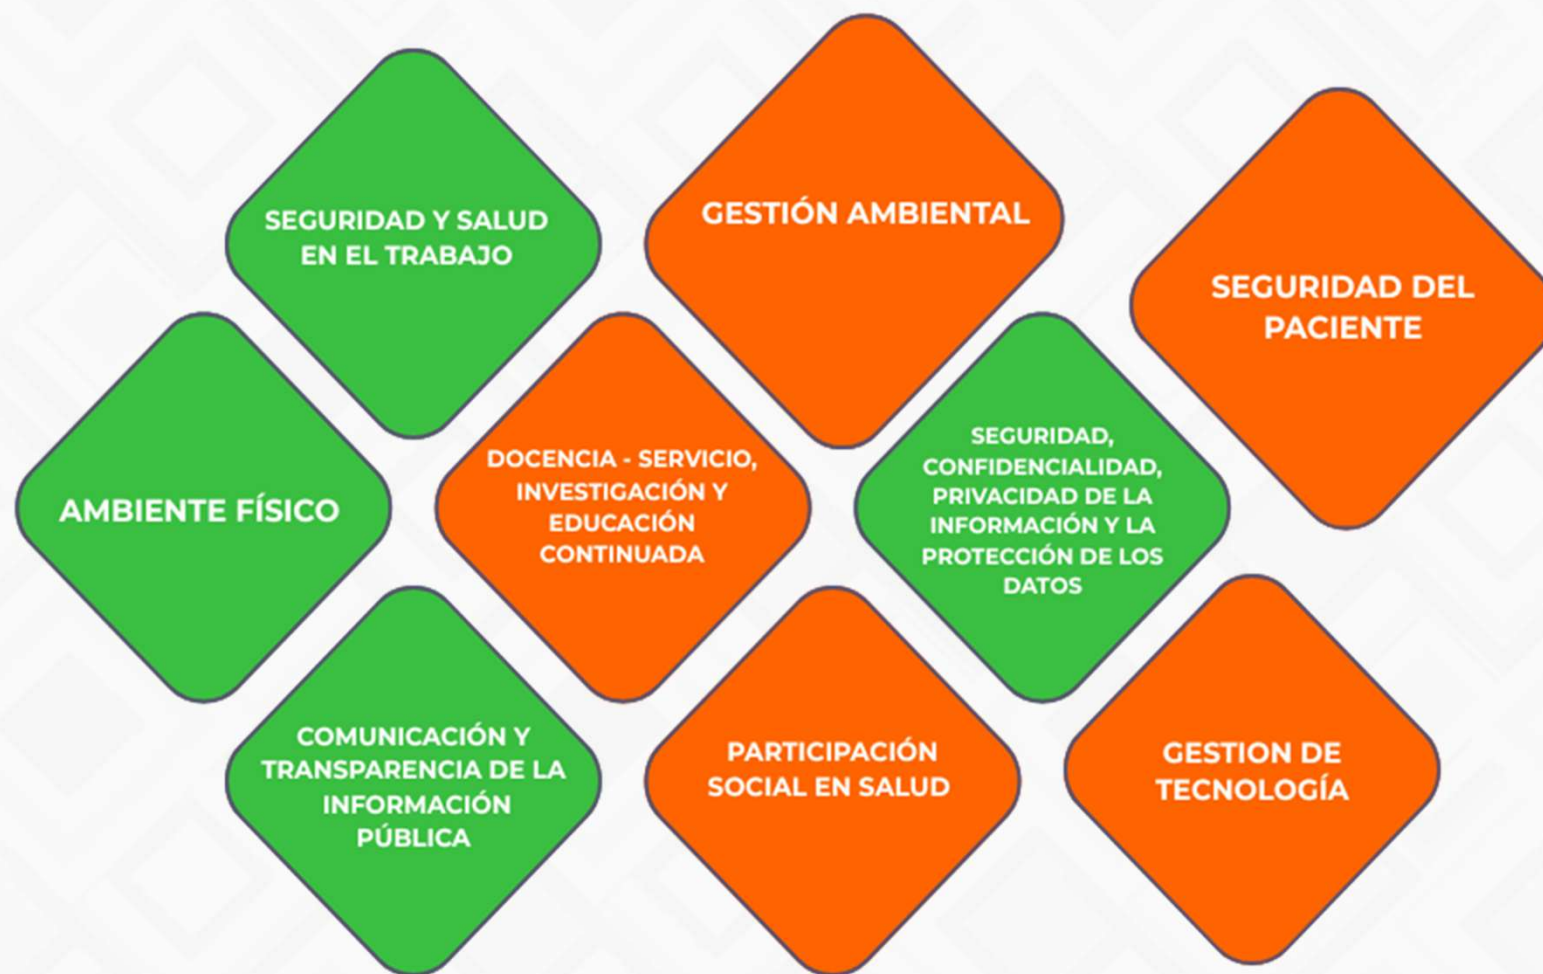 SEGURIDAD Y SALUD
EN EL TRABAJO
GESTIÓN AMBIENTAL
SEGURIDAD DEL
PACIENTE
AMBIENTE FÍSICO
DOCENCIA - SERVICIO,
INVESTIGACIÓN Y
EDUCACIÓN
CONTINUADA
SEGURIDAD,
CONFIDENCIALIDAD,
PRIVACIDAD DE LA
INFORMACIÓN Y LA
PROTECCIÓN DE LOS
DATOS
COMUNICACIÓN Y
TRANSPARENCIA DE LA
INFORMACIÓN
PÚBLICA
PARTICIPACIÓN
SOCIAL EN SALUD
GESTION DE
TECNOLOGÍA